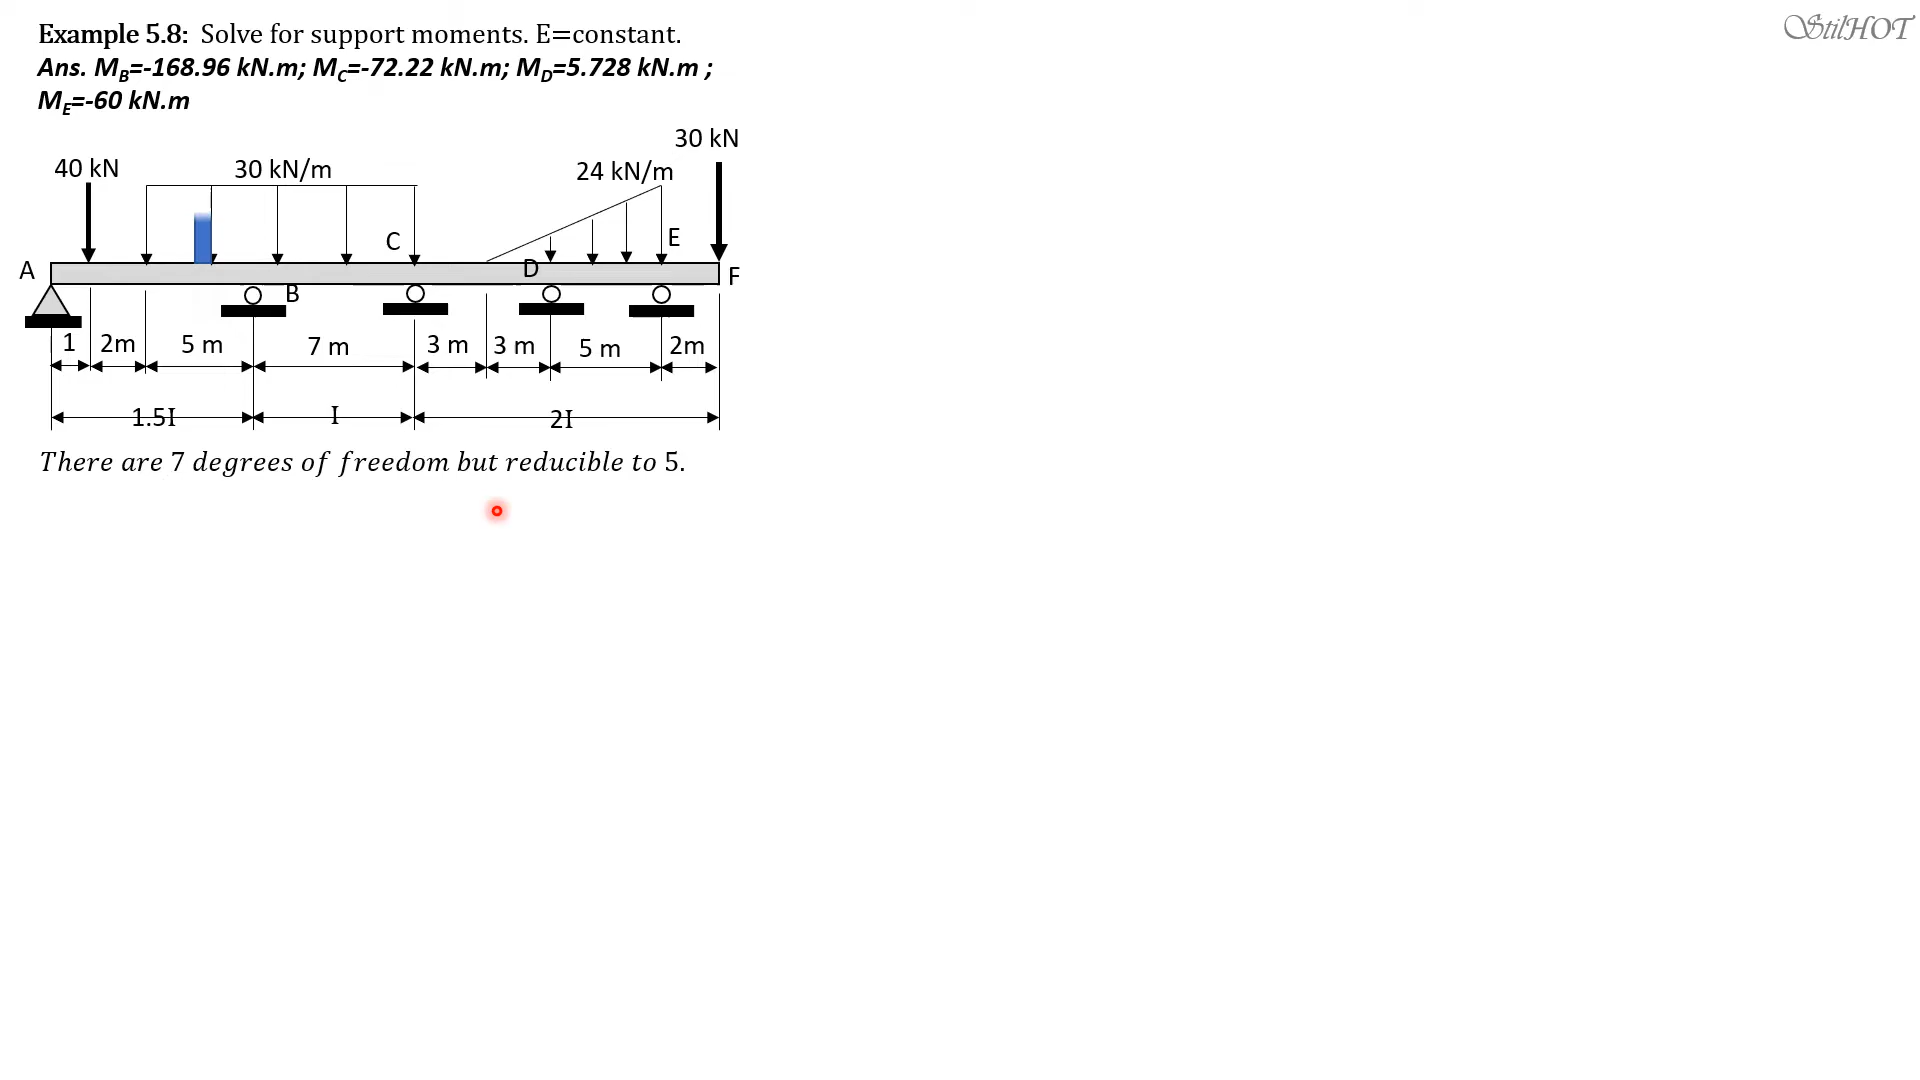 StilHOT
Example 5.8: Solve for support moments. E=constant.
Ans. MB=-168.96 kN.m; MC=-72.22 kN.m; MD=5.728 kN.m ;
ME=-60 kN.m
30 kN
40 kN 30 kN/m 24 kN/m
C E
A D F
B
1 2m 5 m 7 m 3 m 3 m 5 m 2m
1.5I I 2I
There are 7 degrees of freedom but reducible to 5.